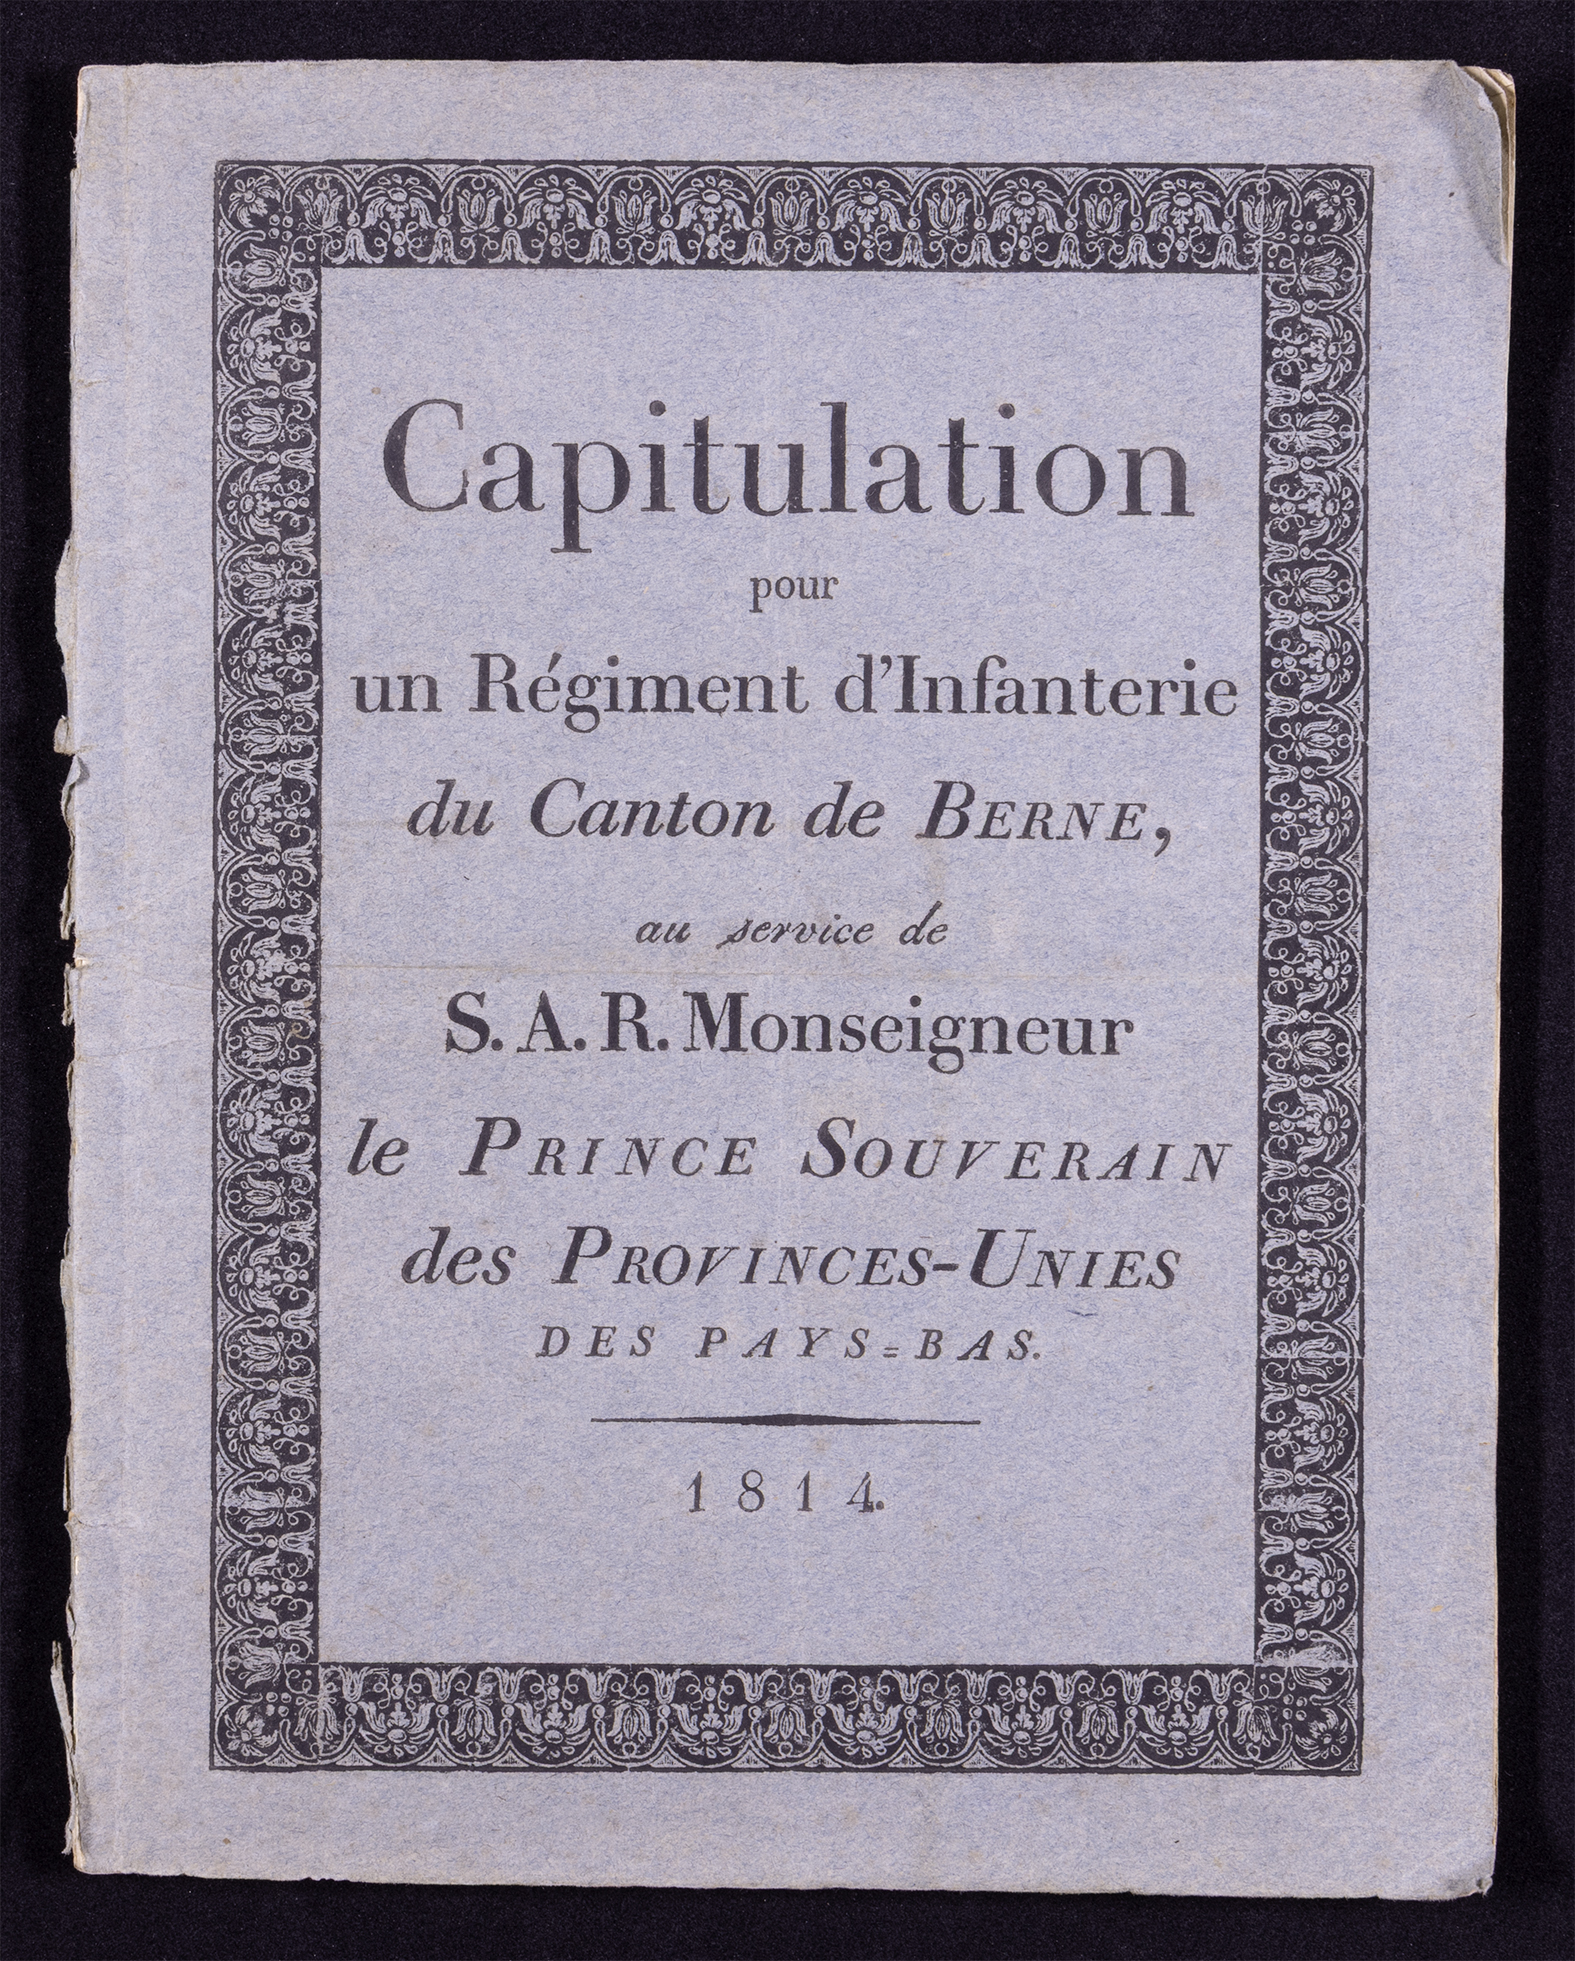 Capitulation
pour
un Régiment d'Infanterie
du Canton de BERNE,
au service de
S. A. R. Monseigneur
le PRINCE SOUVERAIN
des PROVINCES-UNIES
DES PAYS=BAS.
1814.